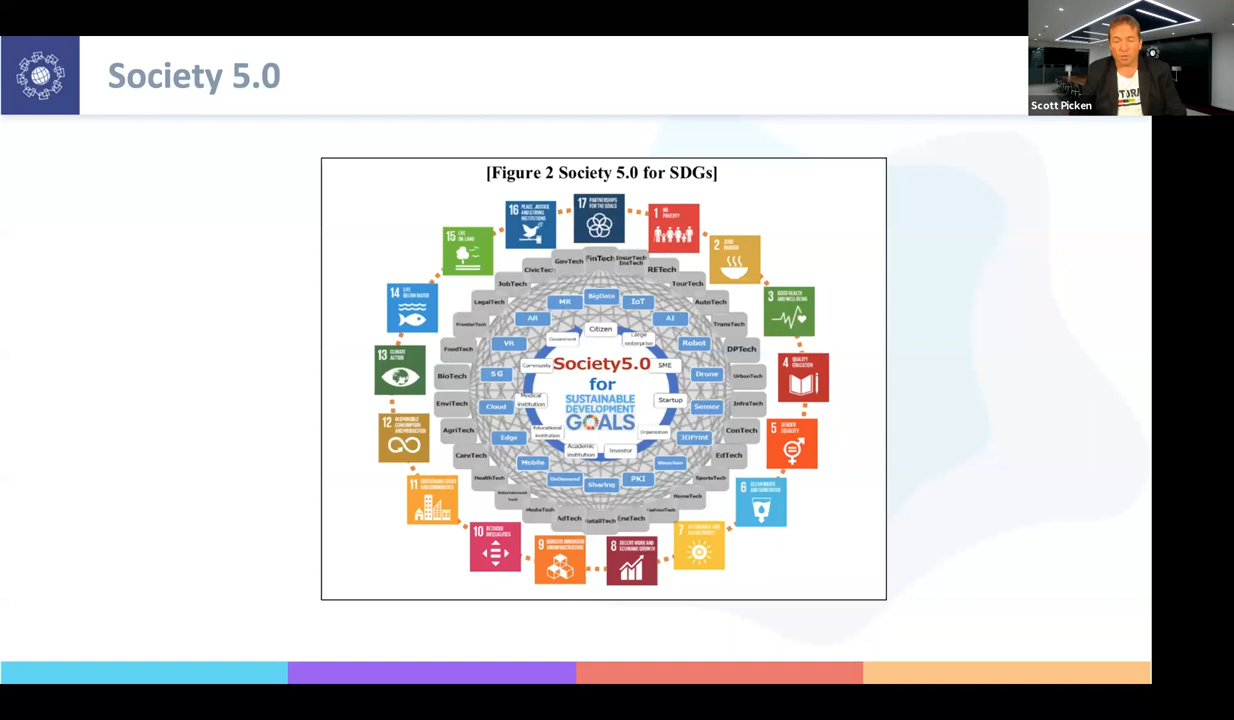 Society 5.0
Scott Picken
[Figure 2 Society 5.0 for SDGs]
17 PARTNERSHIPS
FOR THE GOALS
1 NO
POVERTY
2 ZERO
HUNGER
3 GOOD HEALTH
AND WELL-BEING
4 QUALITY
EDUCATION
5 GENDER
EQUALITY
6 CLEAN WATER
AND SANITATION
7
8 DECENT WORK AND
ECONOMIC GROWTH
9 INDUSTRY, INNOVATION
AND INFRASTRUCTURE
10 REDUCED
INEQUALITIES
11 SUSTAINABLE CITIES
AND COMMUNITIES
12 RESPONSIBLE
CONSUMPTION
AND PRODUCTION
13 CLIMATE
ACTION
14 LIFE
BELOW WATER
15 LIFE
ON LAND
16 PEACE, JUSTICE
AND STRONG
INSTITUTIONS
FinTech
InsurTech
InsTech
RETech
TourTech
AutoTech
TransTech
DPTech
UrbanTech
InfraTech
ConTech
EdTech
SportsTech
HomeTech
FashionTech
EneTech
RetailTech
AdTech
MediaTech
Entertainment
Tech
HealthTech
CareTech
AgriTech
EnviTech
BioTech
FoodTech
FrontierTech
LegalTech
JobTech
CivicTech
GovTech
BigData
IoT
AI
Robot
Drone
Sensor
3DPrint
PKI
Sharing
OnDemand
Mobile
Edge
Cloud
5G
VR
AR
MR
Citizen
Large
enterprise
SME
Startup
Organization
Investor
Academic
institution
Educational
institution
Medical
institution
Community
Government
Society5.0
for
SUSTAINABLE
DEVELOPMENT
GOALS